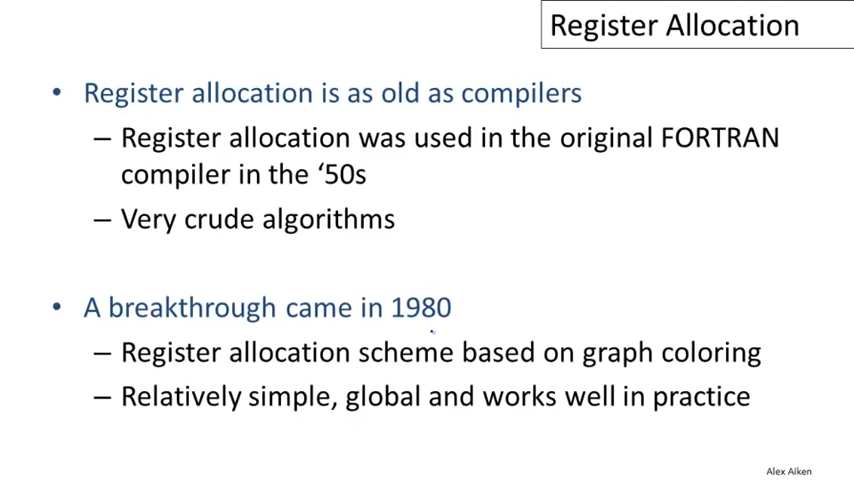 Register Allocation
• Register allocation is as old as compilers
– Register allocation was used in the original FORTRAN
compiler in the ‘50s
– Very crude algorithms
• A breakthrough came in 1980
– Register allocation scheme based on graph coloring
– Relatively simple, global and works well in practice
Alex Aiken